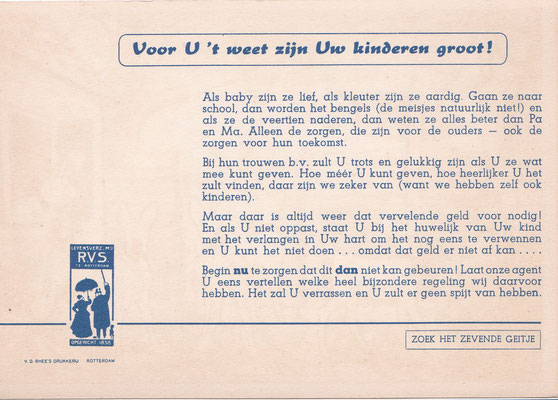 Voor U 't weet zijn Uw kinderen groot!
Als baby zijn ze lief, als kleuter zijn ze aardig. Gaan ze naar
school, dan worden het bengels (de meisjes natuurlijk niet!) en
als ze de veertien naderen, dan weten ze alles beter dan Pa
en Ma. Alleen de zorgen, die zijn voor de ouders — ook de
zorgen voor hun toekomst.
Bij hun trouwen b.v. zult U trots en gelukkig zijn als U ze wat
mee kunt geven. Hoe méér U kunt geven, hoe heerlijker U het
zult vinden, daar zijn we zeker van (want we hebben zelf ook
kinderen).
Maar daar is altijd weer dat vervelende geld voor nodig!
En als U niet oppast, staat U bij het huwelijk van Uw kind
met het verlangen in Uw hart om het nog eens te verwennen
en U kunt het niet doen ... omdat dat geld er niet af kan ....
Begin nu te zorgen dat dit dan niet kan gebeuren! Laat onze agent
U eens vertellen welke heel bijzondere regeling wij daarvoor
hebben. Het zal U verrassen en U zult er geen spijt van hebben.
LEVENSVERZ. MIJ
RVS
TE ROTTERDAM
OPGERICHT 1838
ZOEK HET ZEVENDE GEITJE
V. D. RHEE'S DRUKKERIJ ROTTERDAM